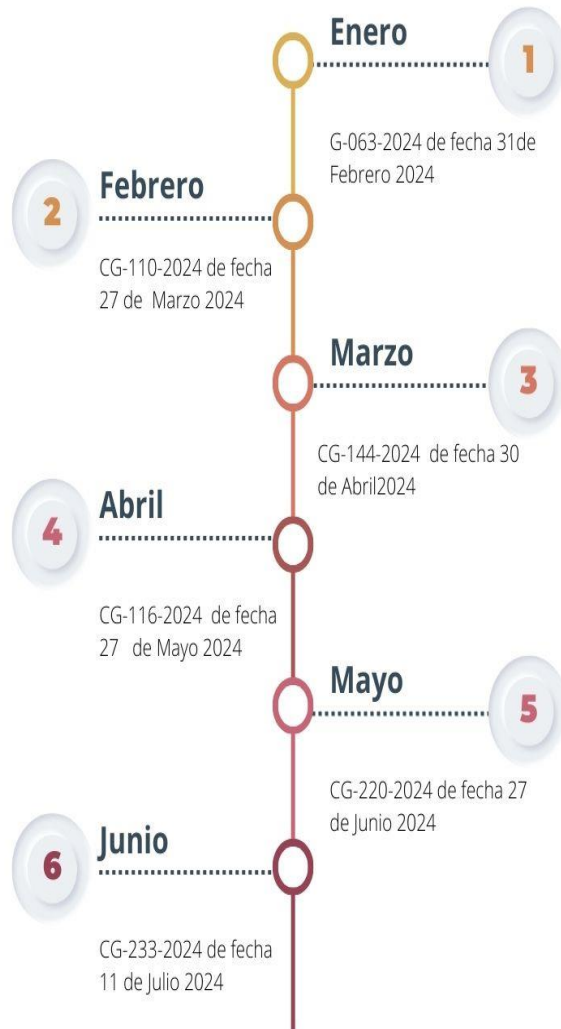 Enero
1
G-063-2024 de fecha 31de
Febrero 2024
Febrero
2
CG-110-2024 de fecha
27 de Marzo 2024
Marzo
3
CG-144-2024 de fecha 30
de Abril2024
Abril
4
CG-116-2024 de fecha
27 de Mayo 2024
Mayo
5
CG-220-2024 de fecha 27
de Junio 2024
Junio
6
CG-233-2024 de fecha
11 de Julio 2024